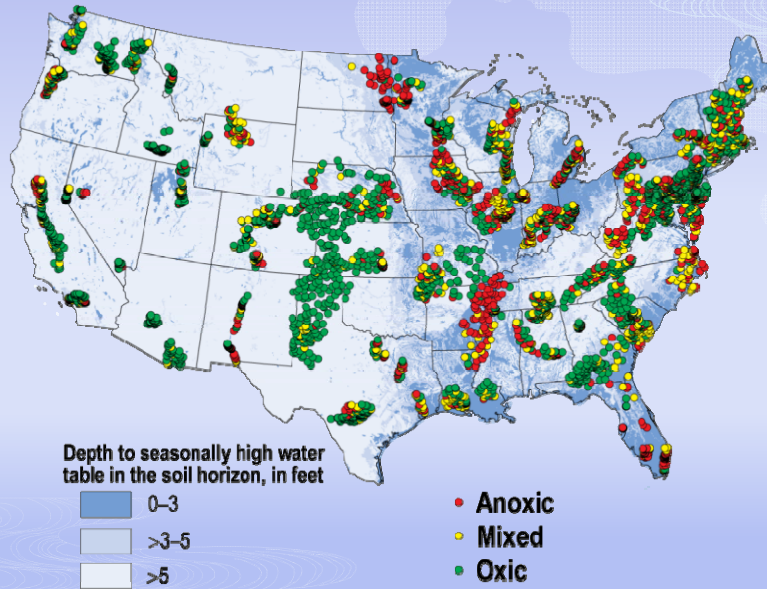 Depth to seasonally high water
table in the soil horizon, in feet
0–3
>3–5
>5
Anoxic
Mixed
Oxic